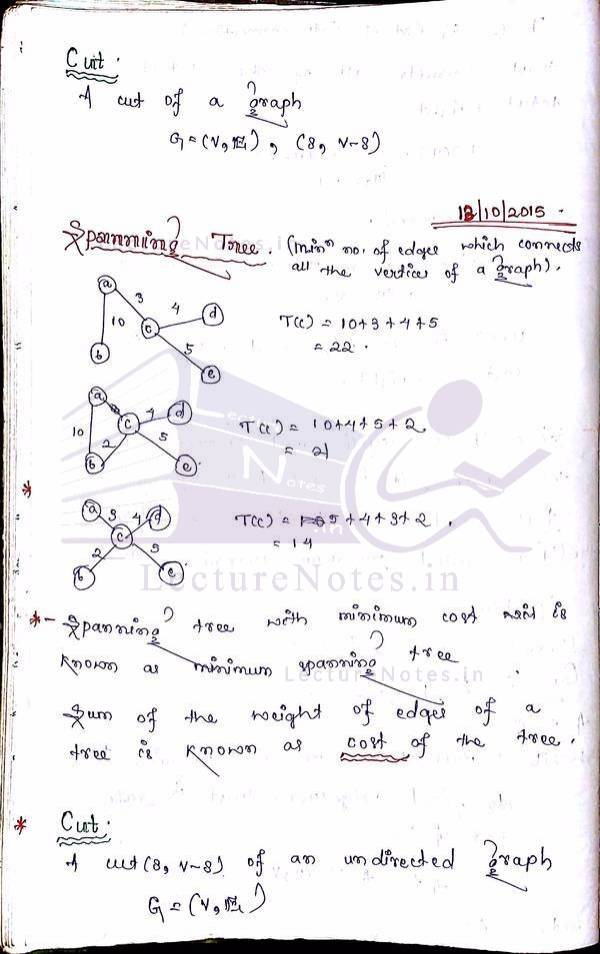 Cut:
A cut of a graph
G = (V, E), (S, V-S)
12/10/2015.
Spanning Tree. (min^m no. of edges which connects
all the vertices of a graph).
a
3
4
d
10
c
b
5
e
T(c) = 10+3+4+5
= 22.
a
c
4
d
10
2
5
b
e
T(c) = 10+4+5+2
= 21
*
a
3
4
d
c
2
5
b
e
T(c) = 5+4+3+2.
= 14
LectureNotes.in
*- Spanning tree with minimum cost is
known as minimum spanning tree
LectureNotes.in
Sum of the weight of edges of a
tree is known as cost of the tree.
* Cut:
A cut (S, V-S) of an undirected graph
G = (V, E)